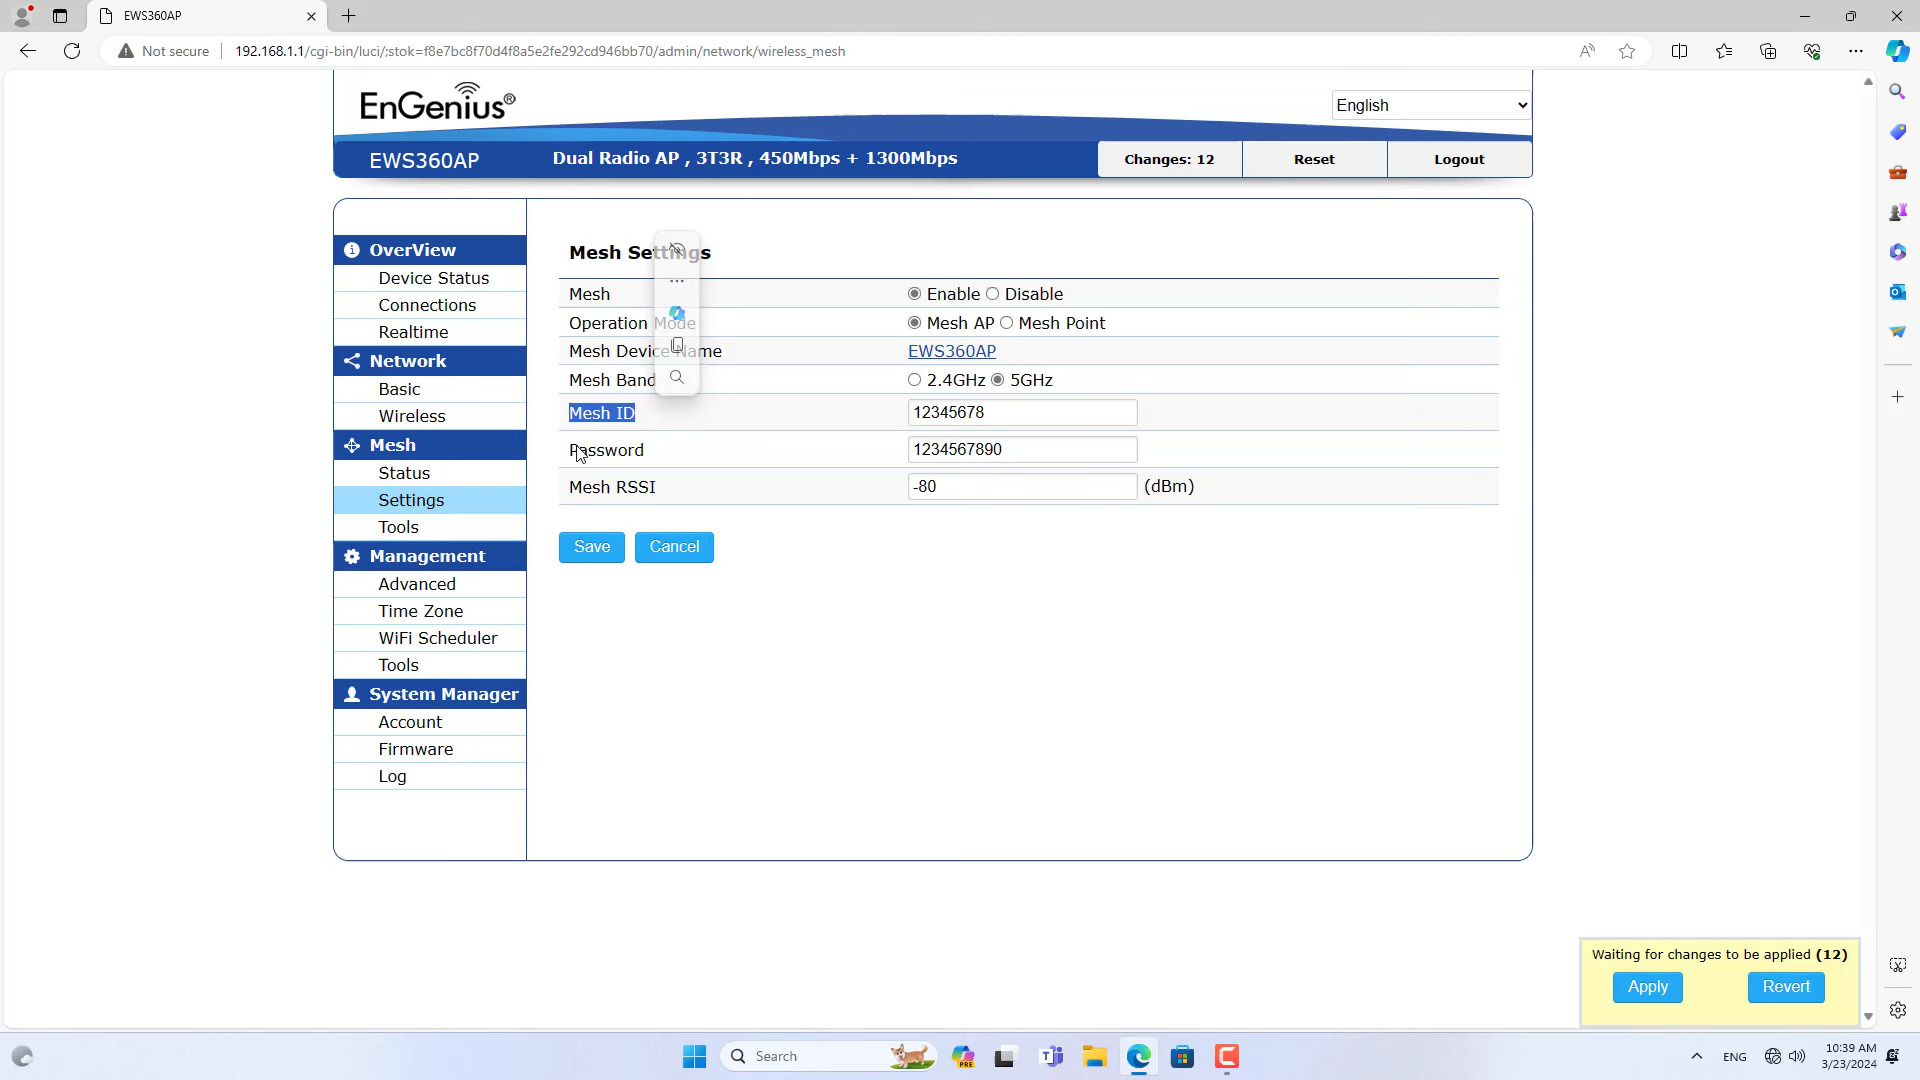 EWS360AP
Not secure
192.168.1.1/cgi-bin/luci/;stok=f8e7bc8f70d4f8a5e2fe292cd946bb70/admin/network/wireless_mesh
EnGenius®
English
EWS360AP
Dual Radio AP , 3T3R , 450Mbps + 1300Mbps
Changes: 12
Reset
Logout
OverView
Device Status
Connections
Realtime
Network
Basic
Wireless
Mesh
Status
Settings
Tools
Management
Advanced
Time Zone
WiFi Scheduler
Tools
System Manager
Account
Firmware
Log
Mesh Settings
Mesh Enable Disable
Operation Mode Mesh AP Mesh Point
Mesh Device Name EWS360AP
Mesh Band 2.4GHz 5GHz
Mesh ID 12345678
Password 1234567890
Mesh RSSI -80 (dBm)
Save Cancel
Waiting for changes to be applied (12)
Apply Revert
Search
PRE
ENG
10:39 AM
3/23/2024